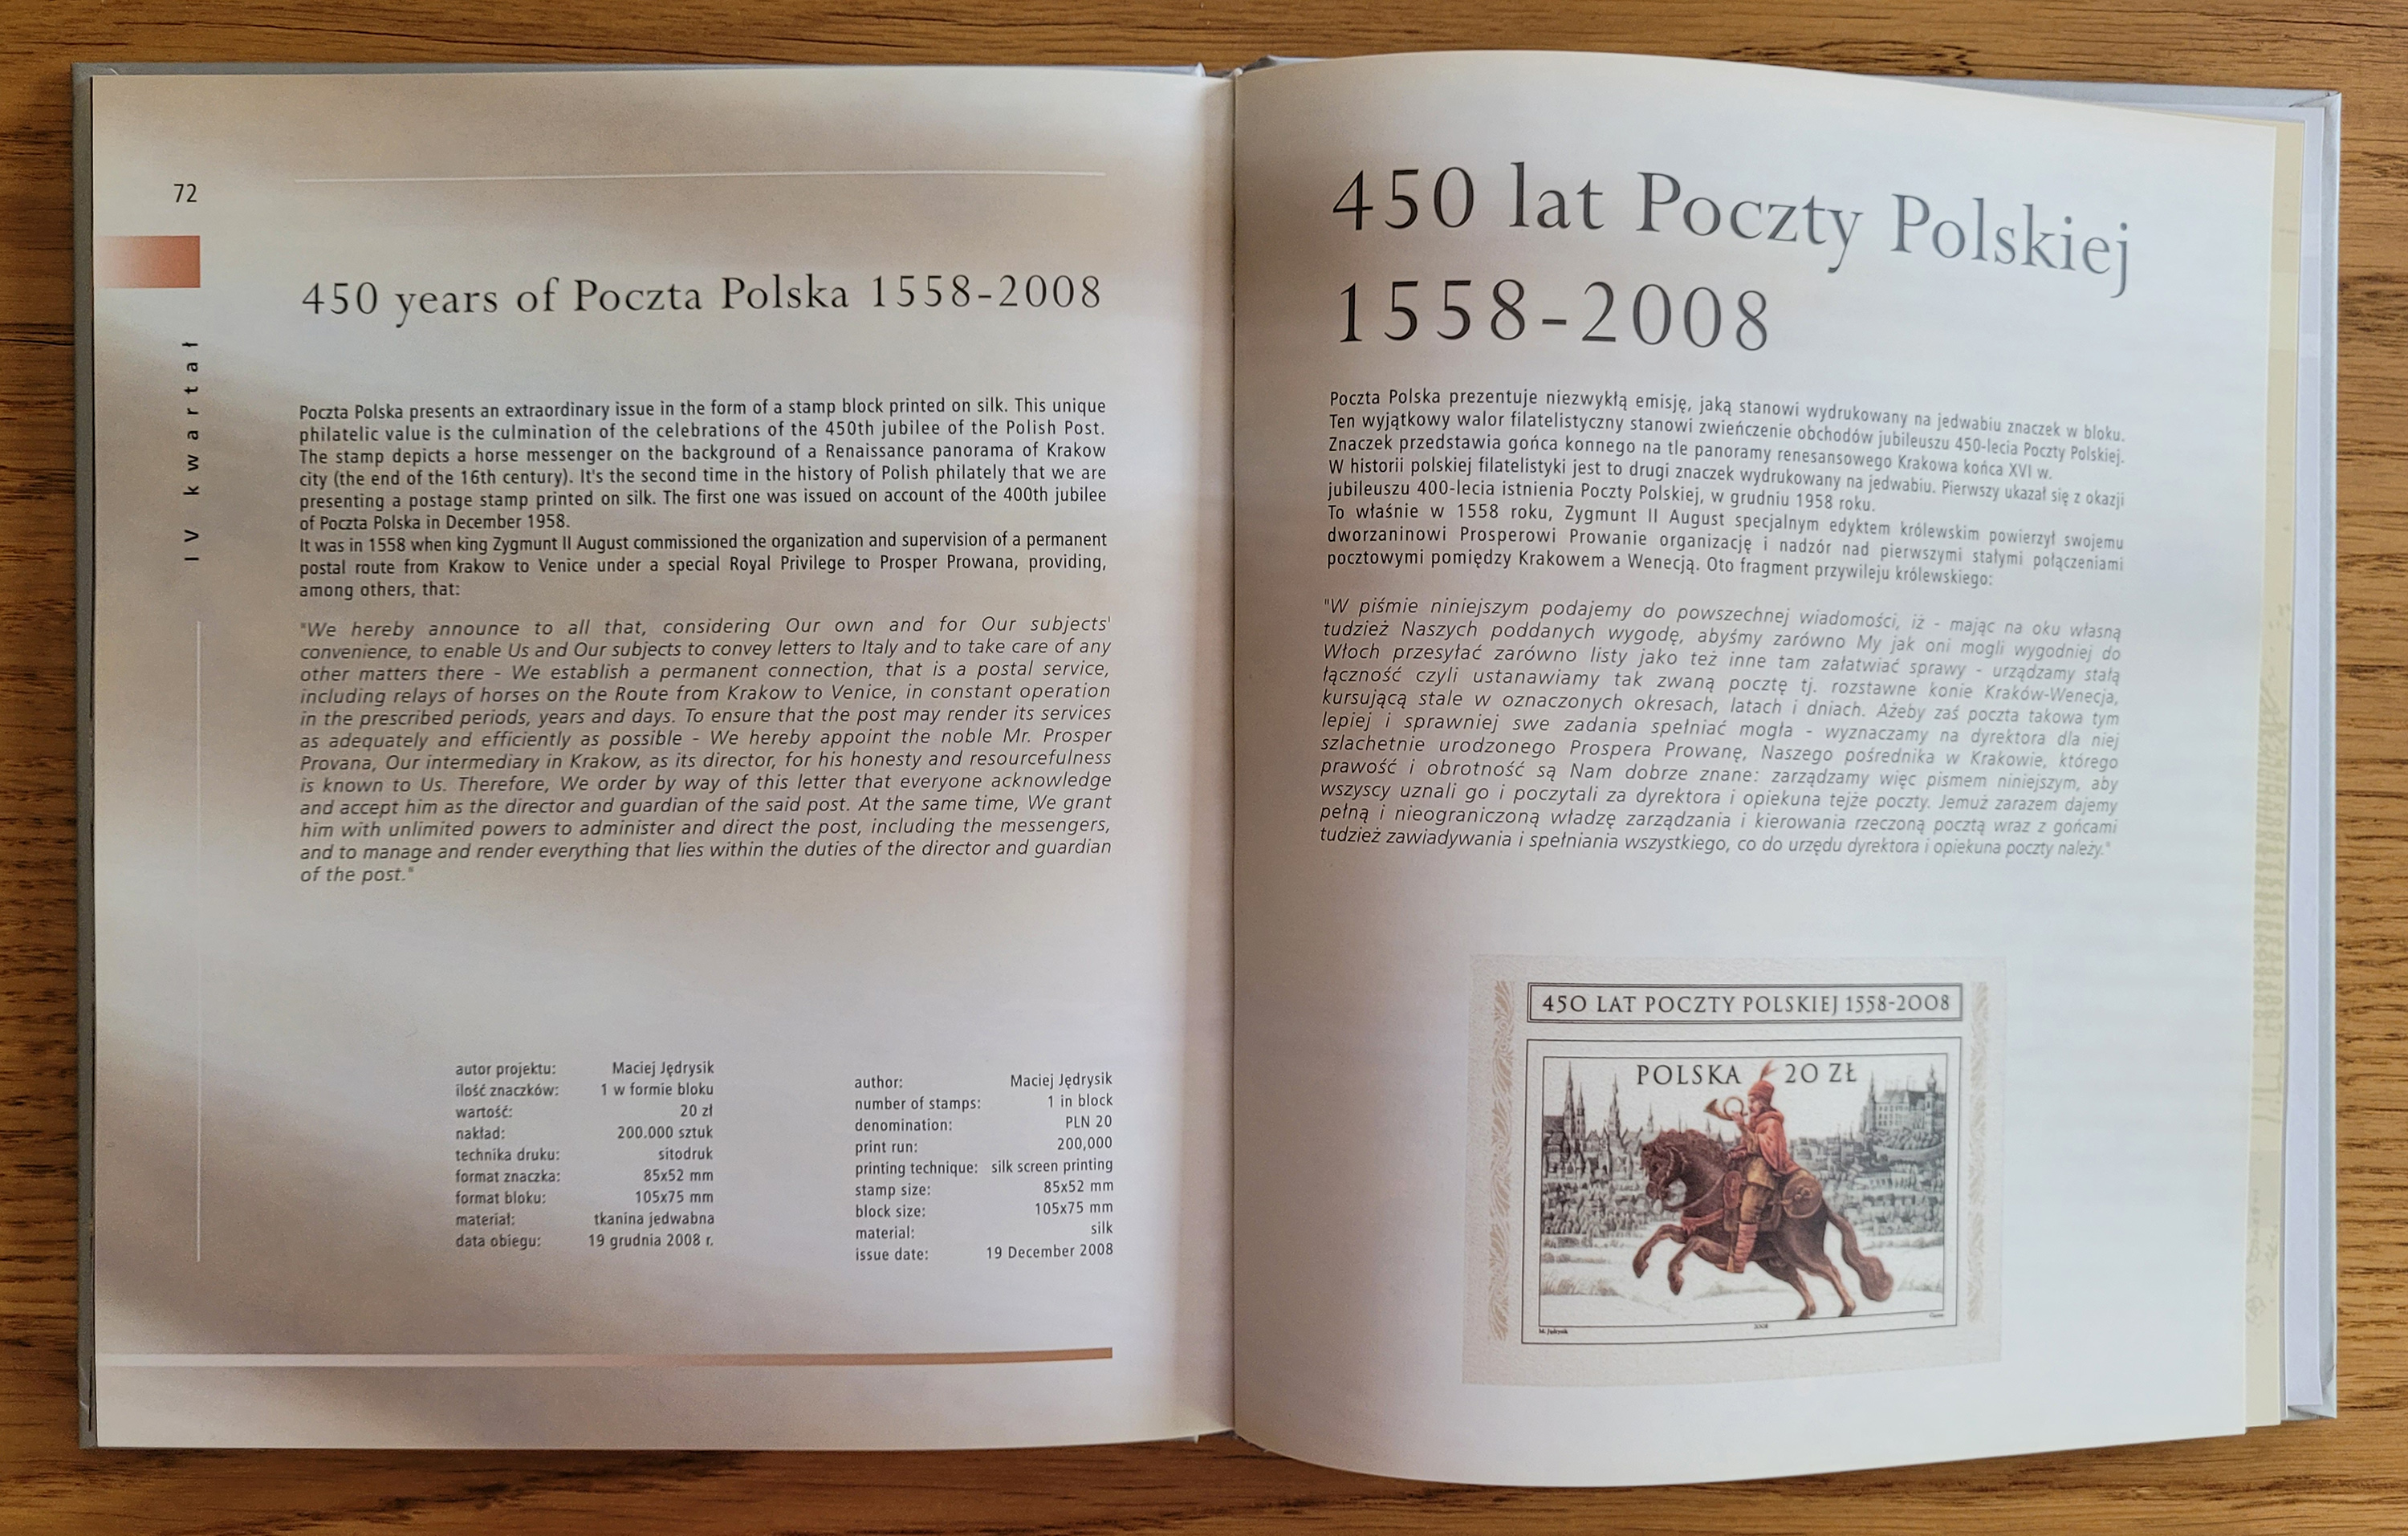 72
IV kwartał
450 years of Poczta Polska 1558-2008
Poczta Polska presents an extraordinary issue in the form of a stamp block printed on silk. This unique
philatelic value is the culmination of the celebrations of the 450th jubilee of the Polish Post.
The stamp depicts a horse messenger on the background of a Renaissance panorama of Krakow
city (the end of the 16th century). It's the second time in the history of Polish philately that we are
presenting a postage stamp printed on silk. The first one was issued on account of the 400th jubilee
of Poczta Polska in December 1958.
It was in 1558 when king Zygmunt II August commissioned the organization and supervision of a permanent
postal route from Krakow to Venice under a special Royal Privilege to Prosper Prowana, providing,
among others, that:
"We hereby announce to all that, considering Our own and for Our subjects'
convenience, to enable Us and Our subjects to convey letters to Italy and to take care of any
other matters there - We establish a permanent connection, that is a postal service,
including relays of horses on the Route from Krakow to Venice, in constant operation
in the prescribed periods, years and days. To ensure that the post may render its services
as adequately and efficiently as possible - We hereby appoint the noble Mr. Prosper
Provana, Our intermediary in Krakow, as its director, for his honesty and resourcefulness
is known to Us. Therefore, We order by way of this letter that everyone acknowledge
and accept him as the director and guardian of the said post. At the same time, We grant
him with unlimited powers to administer and direct the post, including the messengers,
and to manage and render everything that lies within the duties of the director and guardian
of the post."
autor projektu: Maciej Jędrysik
ilość znaczków: 1 w formie bloku
wartość: 20 zł
nakład: 200.000 sztuk
technika druku: sitodruk
format znaczka: 85x52 mm
format bloku: 105x75 mm
materiał: tkanina jedwabna
data obiegu: 19 grudnia 2008 r.
author: Maciej Jędrysik
number of stamps: 1 in block
denomination: PLN 20
print run: 200,000
printing technique: silk screen printing
stamp size: 85x52 mm
block size: 105x75 mm
material: silk
issue date: 19 December 2008
450 lat Poczty Polskiej
1558-2008
Poczta Polska prezentuje niezwykłą emisję, jaką stanowi wydrukowany na jedwabiu znaczek w bloku.
Ten wyjątkowy walor filatelistyczny stanowi zwieńczenie obchodów jubileuszu 450-lecia Poczty Polskiej.
Znaczek przedstawia gońca konnego na tle panoramy renesansowego Krakowa końca XVI w.
W historii polskiej filatelistyki jest to drugi znaczek wydrukowany na jedwabiu. Pierwszy ukazał się z okazji
jubileuszu 400-lecia istnienia Poczty Polskiej, w grudniu 1958 roku.
To właśnie w 1558 roku, Zygmunt II August specjalnym edyktem królewskim powierzył swojemu
dworzaninowi Prosperowi Prowanie organizację i nadzór nad pierwszymi stałymi połączeniami
pocztowymi pomiędzy Krakowem a Wenecją. Oto fragment przywileju królewskiego:
"W piśmie niniejszym podajemy do powszechnej wiadomości, iż - mając na oku własną
tudzież Naszych poddanych wygodę, abyśmy zarówno My jak oni mogli wygodniej do
Włoch przesyłać zarówno listy jako też inne tam załatwiać sprawy - urządzamy stałą
łączność czyli ustanawiamy tak zwaną pocztę tj. rozstawne konie Kraków-Wenecja,
kursującą stale w oznaczonych okresach, latach i dniach. Ażeby zaś poczta takowa tym
lepiej i sprawniej swe zadania spełniać mogła - wyznaczamy na dyrektora dla niej
szlachetnie urodzonego Prospera Prowanę, Naszego pośrednika w Krakowie, którego
prawość i obrotność są Nam dobrze znane: zarządzamy więc pismem niniejszym, aby
wszyscy uznali go i poczytali za dyrektora i opiekuna tejże poczty. Jemuż zarazem dajemy
pełną i nieograniczoną władzę zarządzania i kierowania rzeczoną pocztą wraz z gońcami
tudzież zawiadywania i spełniania wszystkiego, co do urzędu dyrektora i opiekuna poczty należy."
450 LAT POCZTY POLSKIEJ 1558-2008
POLSKA 20 ZŁ
M. Jędrysik
2008